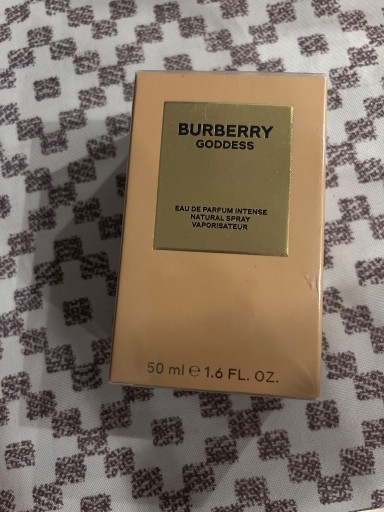 BURBERRY
GODDESS
EAU DE PARFUM INTENSE
NATURAL SPRAY
VAPORISATEUR
50 ml ℮ 1.6 FL. OZ.